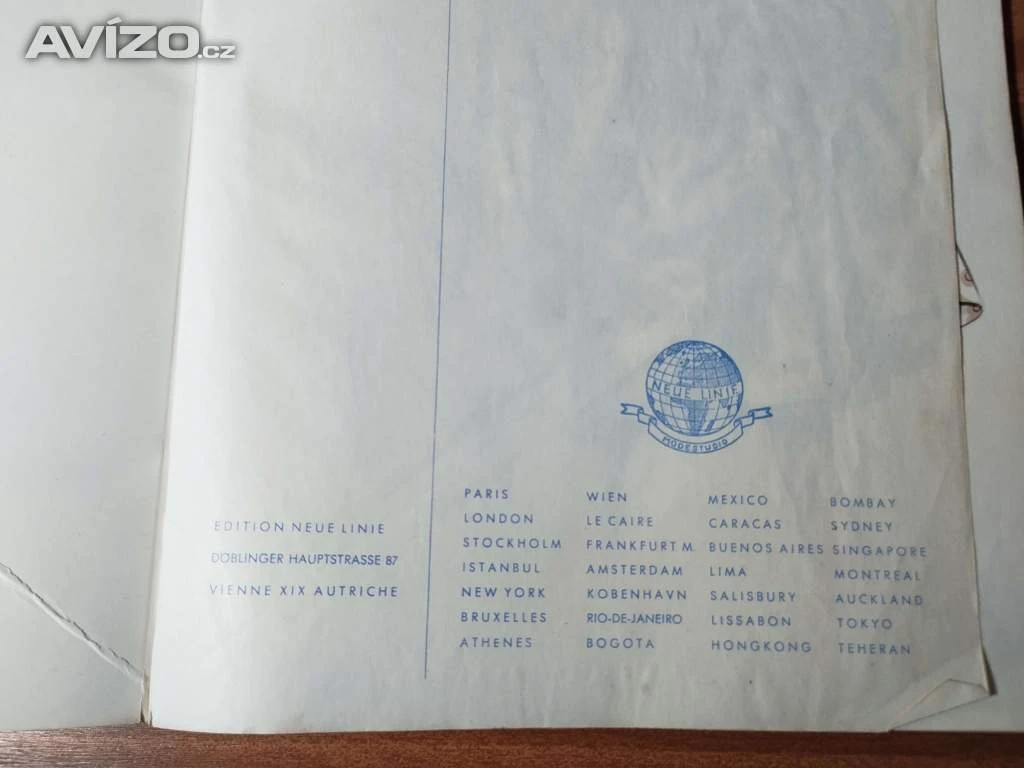 AVÍZO.cz
NEUE LINIE
MODESTUDIO
EDITION NEUE LINIE
DÖBLINGER HAUPTSTRASSE 87
VIENNE XIX AUTRICHE
PARIS WIEN MEXICO BOMBAY
LONDON LE CAIRE CARACAS SYDNEY
STOCKHOLM FRANKFURT M. BUENOS AIRES SINGAPORE
ISTANBUL AMSTERDAM LIMA MONTREAL
NEW YORK KOBENHAVN SALISBURY AUCKLAND
BRUXELLES RIO-DE-JANEIRO LISSABON TOKYO
ATHENES BOGOTA HONGKONG TEHERAN